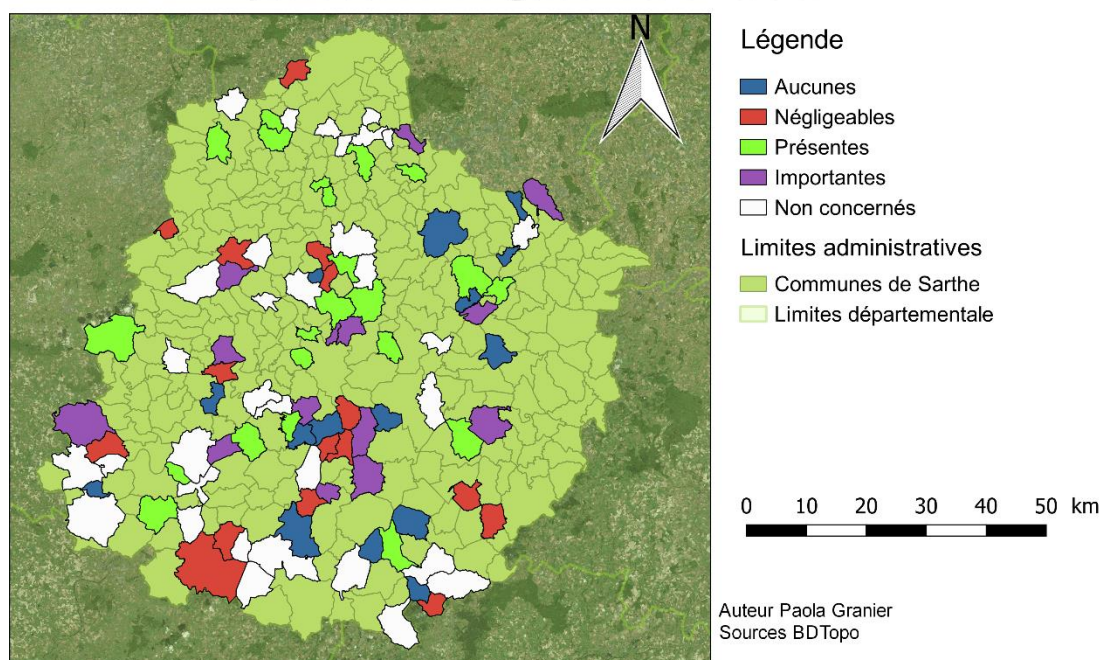 N
Légende
Aucunes
Négligeables
Présentes
Importantes
Non concernés
Limites administratives
Communes de Sarthe
Limites départementale
0 10 20 30 40 50 km
Auteur Paola Granier
Sources BDTopo